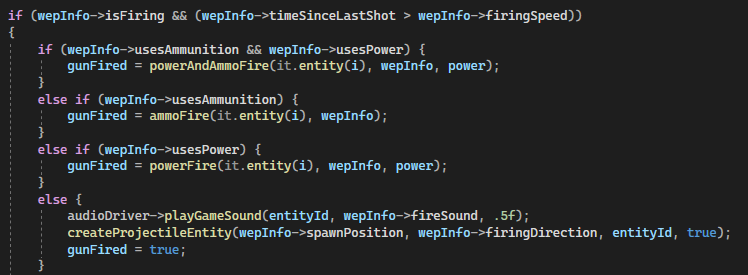 if (wepInfo->isFiring && (wepInfo->timeSinceLastShot > wepInfo->firingSpeed))
{
    if (wepInfo->usesAmmunition && wepInfo->usesPower) {
        gunFired = powerAndAmmoFire(it.entity(i), wepInfo, power);
    }
    else if (wepInfo->usesAmmunition) {
        gunFired = ammoFire(it.entity(i), wepInfo);
    }
    else if (wepInfo->usesPower) {
        gunFired = powerFire(it.entity(i), wepInfo, power);
    }
    else {
        audioDriver->playGameSound(entityId, wepInfo->fireSound, .5f);
        createProjectileEntity(wepInfo->spawnPosition, wepInfo->firingDirection, entityId, true);
        gunFired = true;
    }